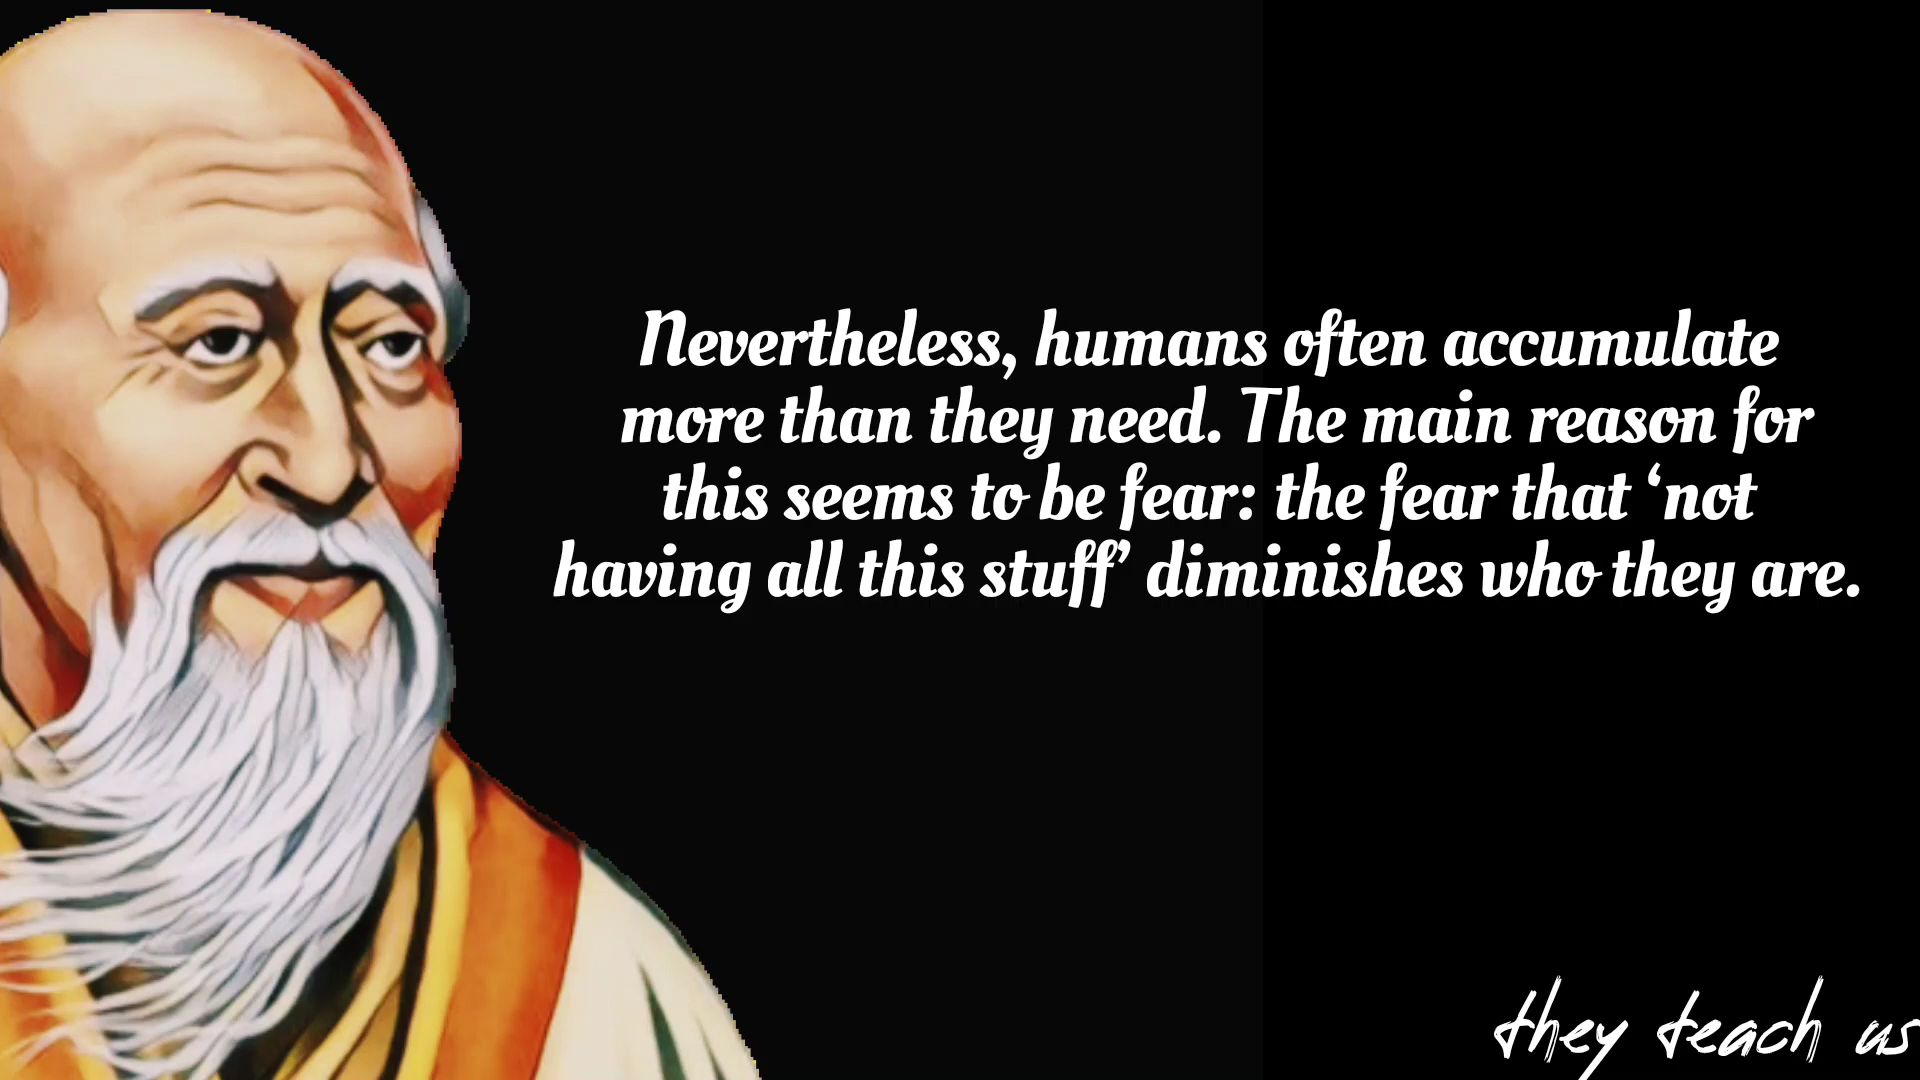 Nevertheless, humans often accumulate
more than they need. The main reason for
this seems to be fear: the fear that ‘not
having all this stuff’ diminishes who they are.
they teach us